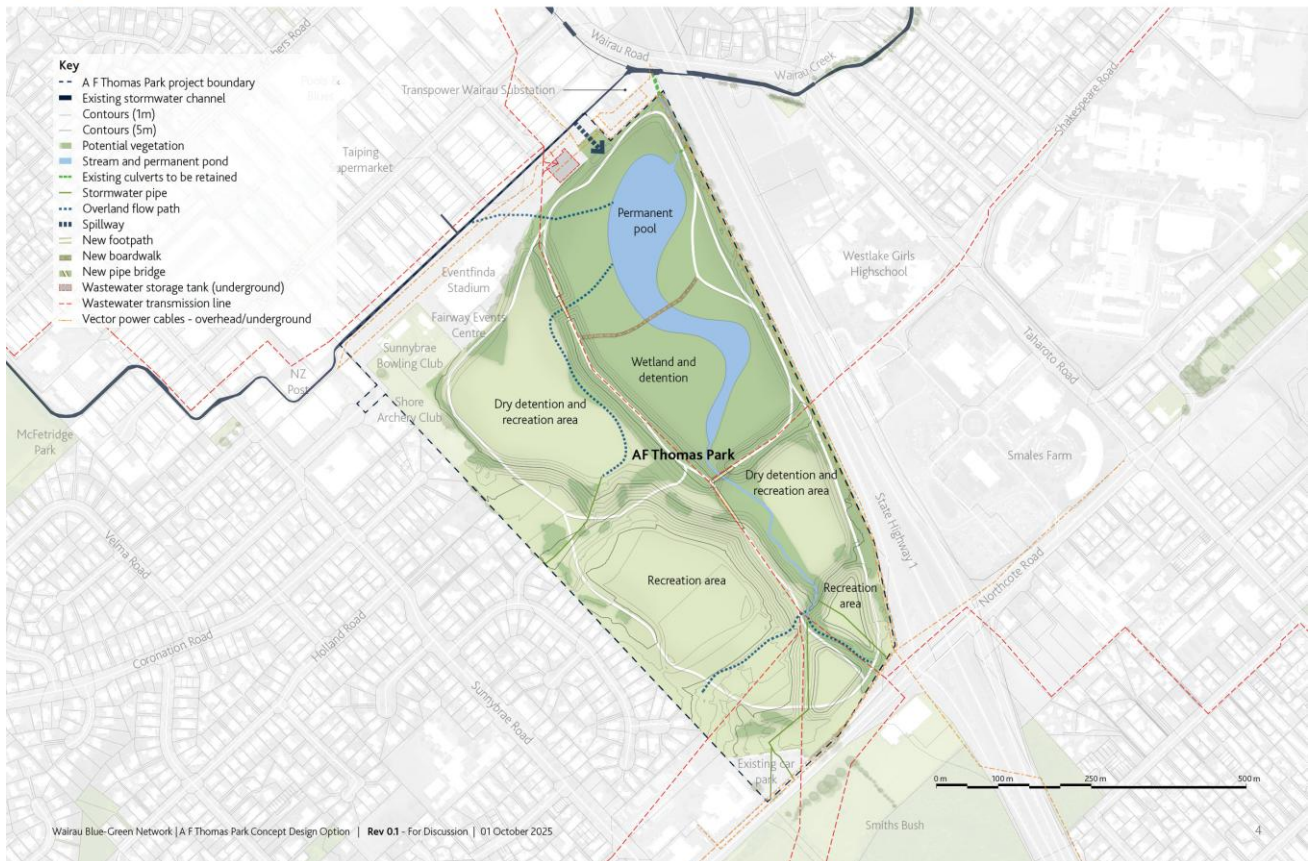 Key
A F Thomas Park project boundary
Existing stormwater channel
Contours (1m)
Contours (5m)
Potential vegetation
Stream and permanent pond
Existing culverts to be retained
Stormwater pipe
Overland flow path
Spillway
New footpath
New boardwalk
New pipe bridge
Wastewater storage tank (underground)
Wastewater transmission line
Vector power cables - overhead/underground
Wairau Road
Wairau Creek
Transpower Wairau Substation
Shakespeare Road
Taiping
Supermarket
Permanent
pool
Westlake Girls
Highschool
Eventfinda
Stadium
Fairway Events
Centre
Sunnybrae
Bowling Club
Taharoto Road
NZ
Post
Wetland and
detention
Shore
Archery Club
Dry detention and
recreation area
McFetridge
Park
AF Thomas Park
Smales Farm
Dry detention and
recreation area
State Highway 1
Velma Road
Recreation area
Recreation
area
Northcote Road
Coronation Road
Holland Road
Sunnybrae Road
Existing car
park
0 m
100 m
250 m
500 m
Smiths Bush
Wairau Blue-Green Network | A F Thomas Park Concept Design Option | Rev 0.1 - For Discussion | 01 October 2025
4